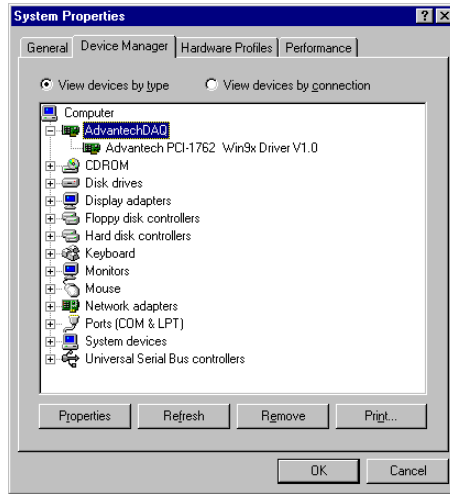 System Properties
General Device Manager Hardware Profiles Performance
View devices by type View devices by connection
Computer
AdvantechDAQ
Advantech PCI-1762 Win9x Driver V1.0
CDROM
Disk drives
Display adapters
Floppy disk controllers
Hard disk controllers
Keyboard
Monitors
Mouse
Network adapters
Ports (COM & LPT)
System devices
Universal Serial Bus controllers
Properties Refresh Remove Print...
OK Cancel